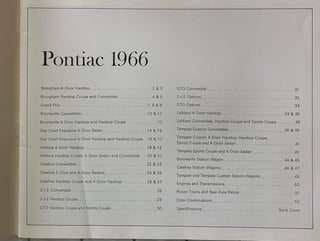 Pontiac 1966
Brougham 4-Door Hardtop 2 & 3
Brougham Hardtop Coupe and Convertible 4 & 5
Grand Prix 7, 8 & 9
Bonneville Convertible 10 & 11
Bonneville 4-Door Hardtop and Hardtop Coupe 12
Star Chief Executive 4-Door Sedan 14 & 15
Star Chief Executive 4-Door Hardtop and Hardtop Coupe 16 & 17
Ventura 4-Door Hardtop 18 & 19
Ventura Hardtop Coupe, 4-Door Sedan and Convertible 20 & 21
Catalina Convertible 22 & 23
Catalina 2-Door and 4-Door Sedans 24 & 25
Catalina Hardtop Coupe and 4-Door Hardtop 26 & 27
2+2 Convertible 28
2+2 Hardtop Coupe 29
GTO Hardtop Coupe and Sports Coupe 30
GTO Convertible 31
2+2 Options 32
GTO Options 33
LeMans 4-Door Hardtop 34 & 35
LeMans Convertible, Hardtop Coupe and Sports Coupe
Tempest Custom Convertible 38 & 39
Tempest Custom 4-Door Hardtop, Hardtop Coupe,
Sports Coupe and 4-Door Sedan 41
Tempest Sports Coupe and 4-Door Sedan 42
Bonneville Station Wagon 44 & 45
Catalina Station Wagons 46 & 47
Tempest and Tempest Custom Station Wagons
Engines and Transmissions 50
Power Trains and Rear Axle Ratios 51
Color Combinations 52
Specifications Back Cover